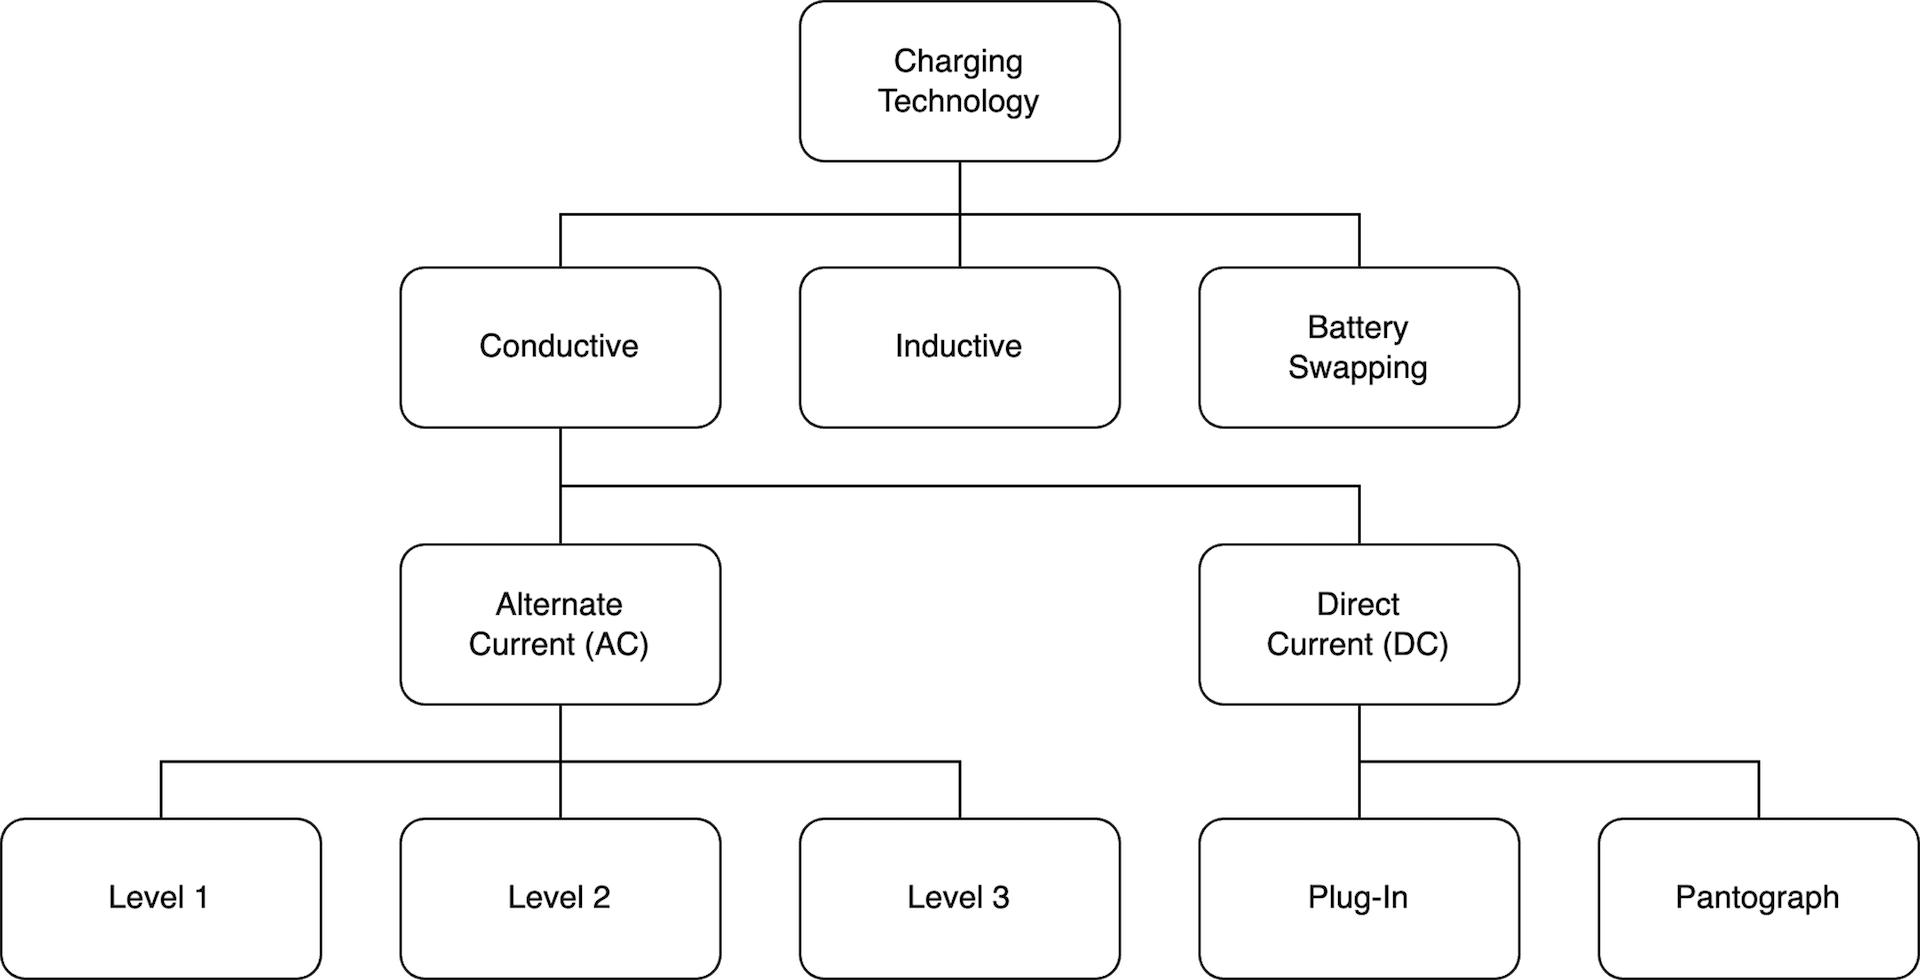 Charging
Technology
Conductive
Inductive
Battery
Swapping
Alternate
Current (AC)
Direct
Current (DC)
Level 1
Level 2
Level 3
Plug-In
Pantograph